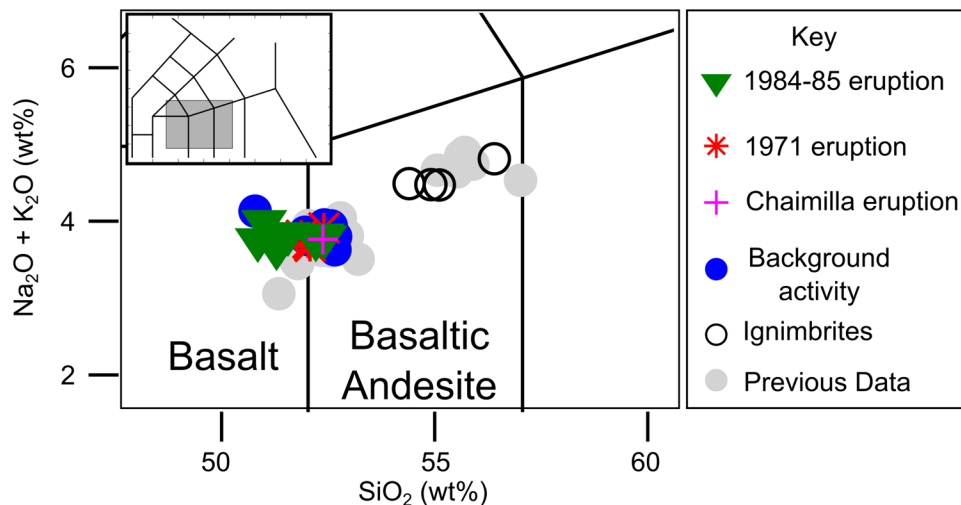 Na₂O + K₂O (wt%)
6
4
2
Basalt
Basaltic
Andesite
50
55
60
SiO₂ (wt%)
Key
1984-85 eruption
1971 eruption
Chaimilla eruption
Background
activity
Ignimbrites
Previous Data